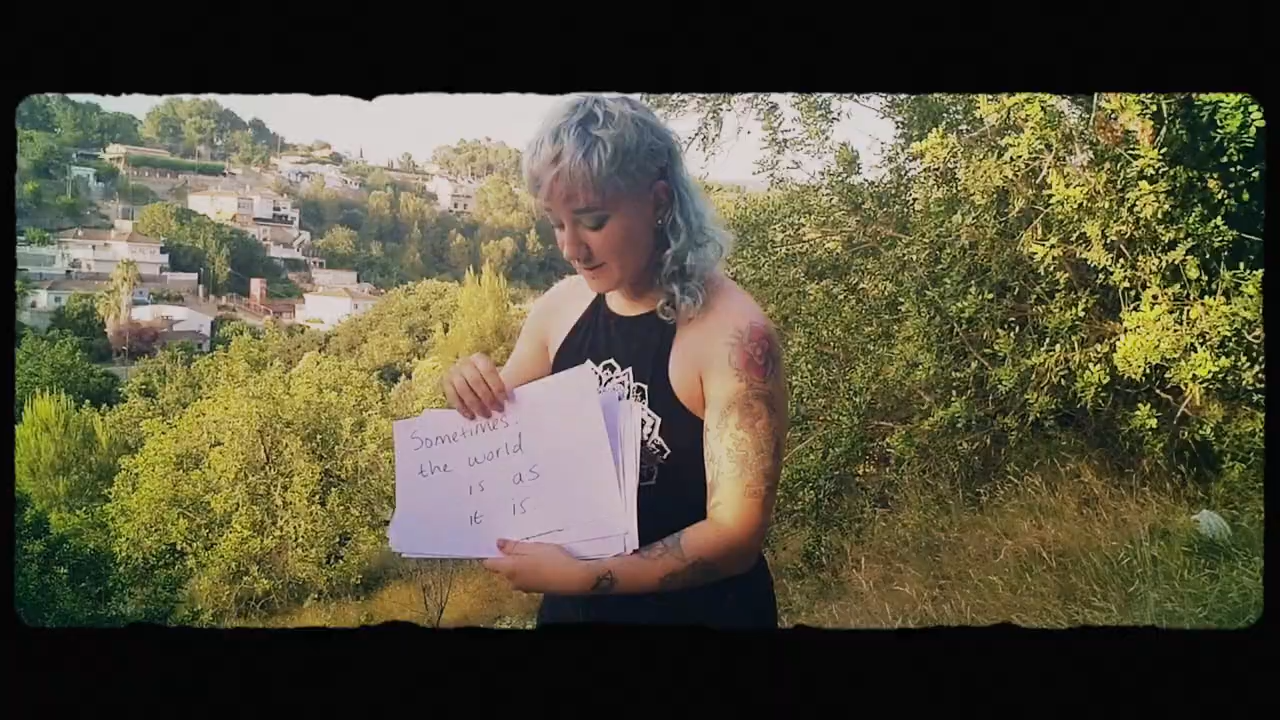 Sometimes.
the world
is as
it is